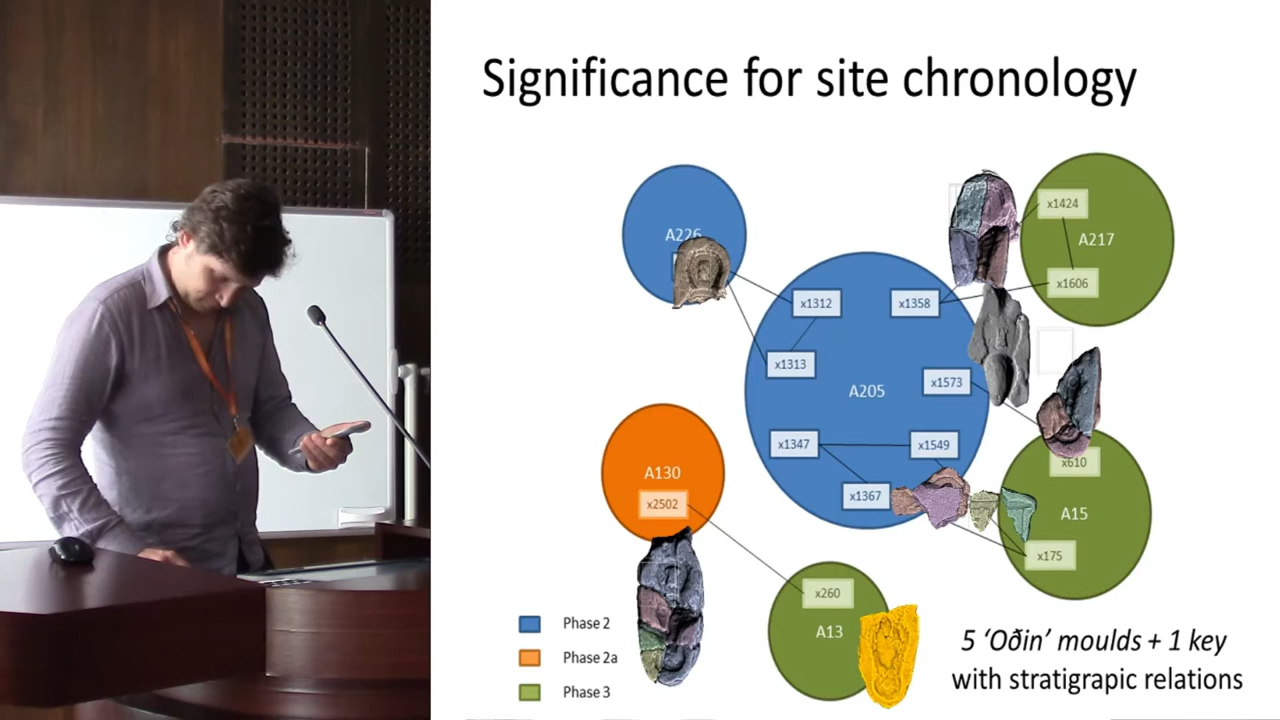 Significance for site chronology
A226
x1424
A217
x1606
x1312
x1358
x1313
x1573
A205
x1347
x1549
x1367
A130
x2502
x610
A15
x175
x260
A13
Phase 2
Phase 2a
Phase 3
5 ‘Oðin’ moulds + 1 key
with stratigrapic relations